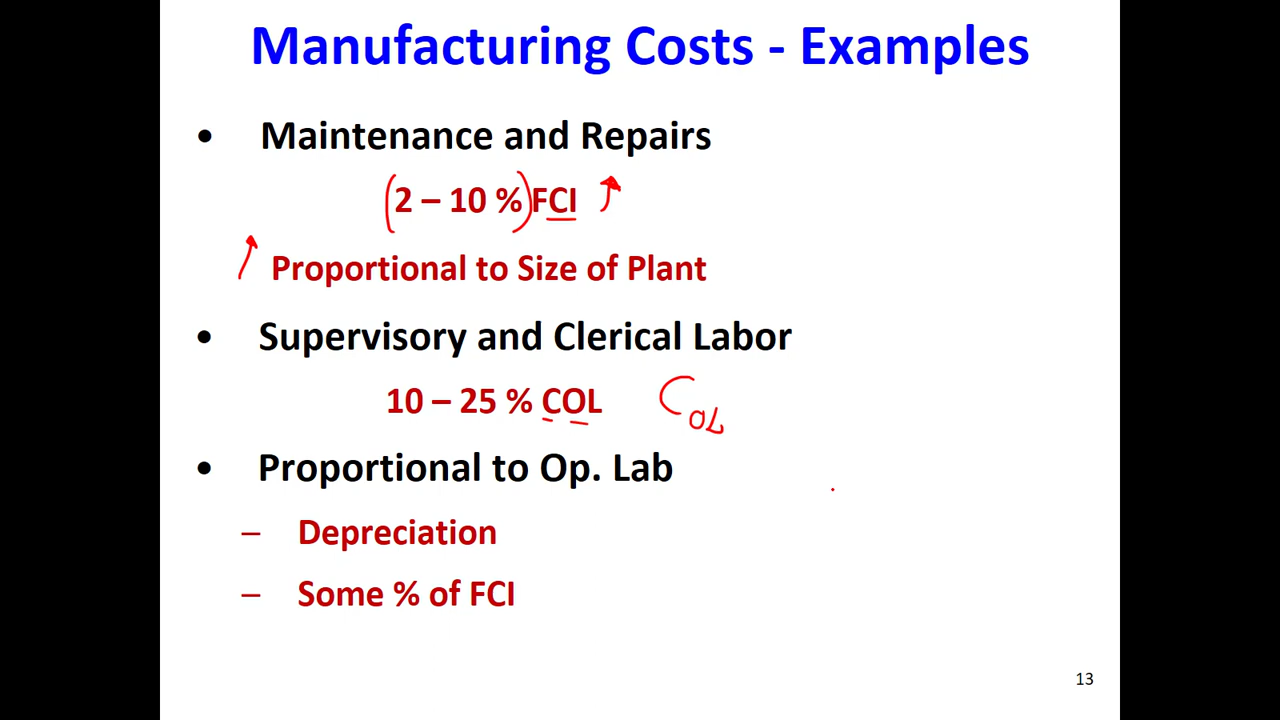 Manufacturing Costs - Examples
• Maintenance and Repairs
(2 – 10 %) FCI
Proportional to Size of Plant
• Supervisory and Clerical Labor
10 – 25 % COL COL
• Proportional to Op. Lab
– Depreciation
– Some % of FCI
13